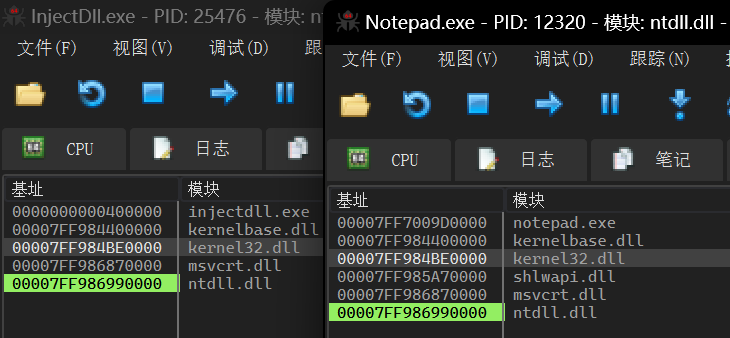 InjectDll.exe - PID: 25476 - 模块: ntdll.dll
文件(F) 视图(V) 调试(D) 跟
CPU 日志
基址 模块
0000000000400000 injectdll.exe
00007FF984400000 kernelbase.dll
00007FF984BE0000 kernel32.dll
00007FF986870000 msvcrt.dll
00007FF986990000 ntdll.dll
Notepad.exe - PID: 12320 - 模块: ntdll.dll -
文件(F) 视图(V) 调试(D) 跟踪(N)
CPU 日志 笔记
基址 模块
00007FF7009D0000 notepad.exe
00007FF984400000 kernelbase.dll
00007FF984BE0000 kernel32.dll
00007FF985A70000 shlwapi.dll
00007FF986870000 msvcrt.dll
00007FF986990000 ntdll.dll